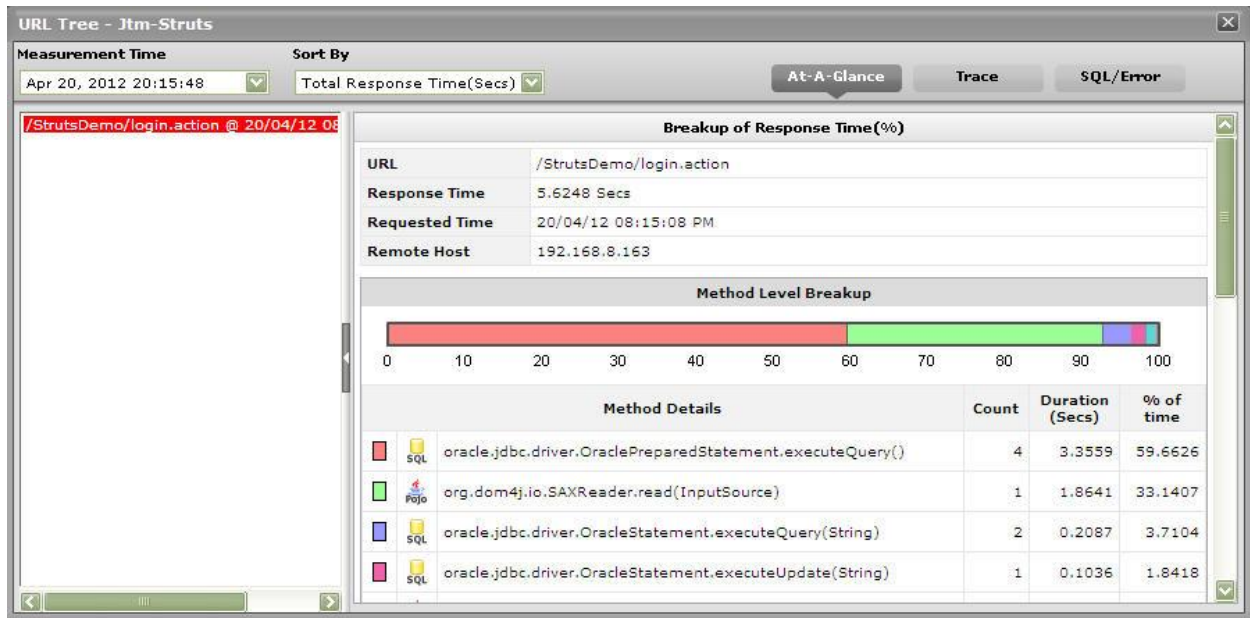 URL Tree - Jtm-Struts
Measurement Time Sort By
Apr 20, 2012 20:15:48 Total Response Time(Secs) At-A-Glance Trace SQL/Error
/StrutsDemo/login.action @ 20/04/12 08
Breakup of Response Time(%)
URL /StrutsDemo/login.action
Response Time 5.6248 Secs
Requested Time 20/04/12 08:15:08 PM
Remote Host 192.168.8.163
Method Level Breakup
0 10 20 30 40 50 60 70 80 90 100
Method Details Count Duration (Secs) % of time
SQL oracle.jdbc.driver.OraclePreparedStatement.executeQuery() 4 3.3559 59.6626
Pojo org.dom4j.io.SAXReader.read(InputSource) 1 1.8641 33.1407
SQL oracle.jdbc.driver.OracleStatement.executeQuery(String) 2 0.2087 3.7104
SQL oracle.jdbc.driver.OracleStatement.executeUpdate(String) 1 0.1036 1.8418